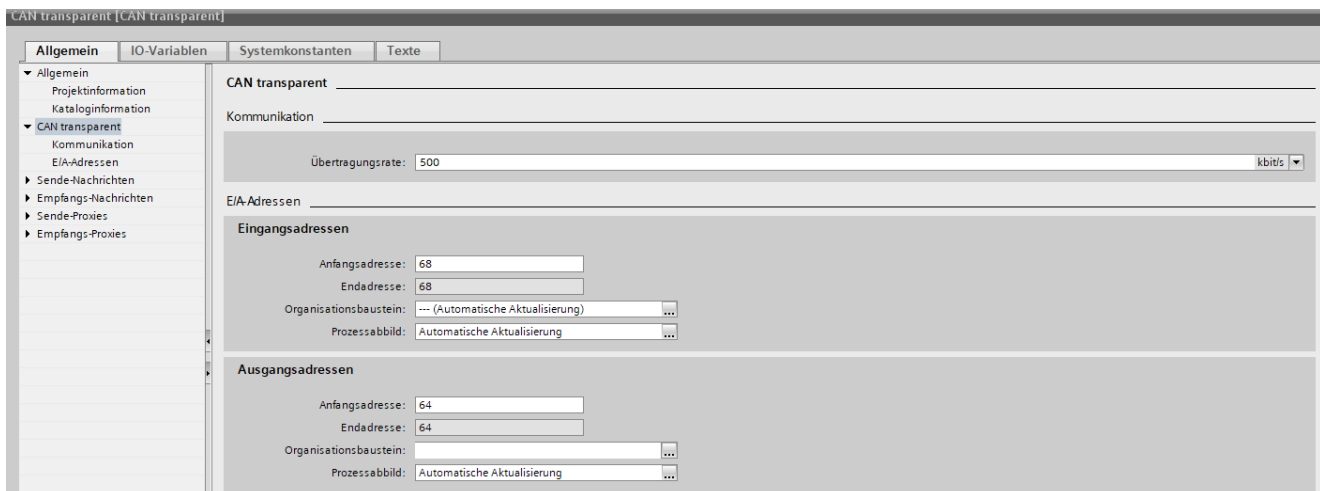 CAN transparent [CAN transparent]
Allgemein IO-Variablen Systemkonstanten Texte
Allgemein
Projektinformation
Kataloginformation
CAN transparent
Kommunikation
E/A-Adressen
Sende-Nachrichten
Empfangs-Nachrichten
Sende-Proxies
Empfangs-Proxies
CAN transparent
Kommunikation
Übertragungsrate: 500 kbit/s
E/A-Adressen
Eingangsadressen
Anfangsadresse: 68
Endadresse: 68
Organisationsbaustein: --- (Automatische Aktualisierung) ...
Prozessabbild: Automatische Aktualisierung ...
Ausgangsadressen
Anfangsadresse: 64
Endadresse: 64
Organisationsbaustein: ...
Prozessabbild: Automatische Aktualisierung ...